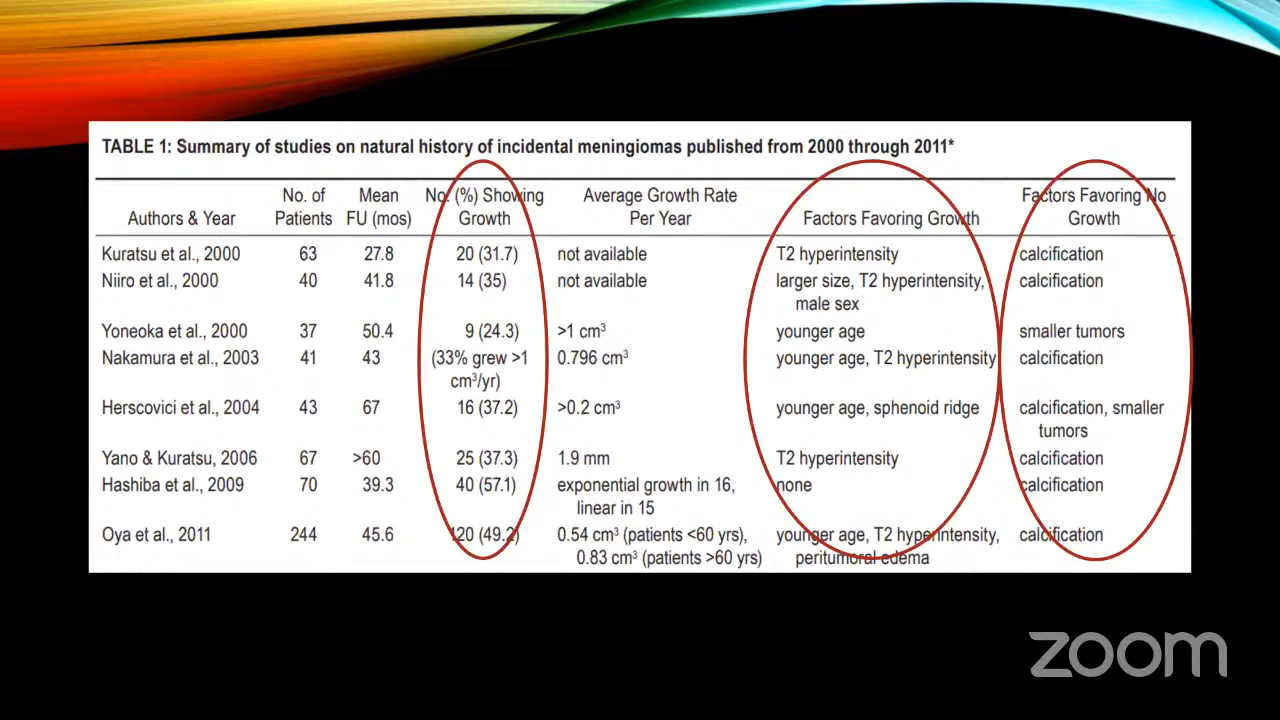 TABLE 1: Summary of studies on natural history of incidental meningiomas published from 2000 through 2011*
Authors & Year No. of Patients Mean FU (mos) No. (%) Showing Growth Average Growth Rate Per Year Factors Favoring Growth Factors Favoring No Growth
Kuratsu et al., 2000 63 27.8 20 (31.7) not available T2 hyperintensity calcification
Niiro et al., 2000 40 41.8 14 (35) not available larger size, T2 hyperintensity, male sex calcification
Yoneoka et al., 2000 37 50.4 9 (24.3) >1 cm³ younger age smaller tumors
Nakamura et al., 2003 41 43 (33% grew >1 cm³/yr) 0.796 cm³ younger age, T2 hyperintensity calcification
Herscovici et al., 2004 43 67 16 (37.2) >0.2 cm³ younger age, sphenoid ridge calcification, smaller tumors
Yano & Kuratsu, 2006 67 >60 25 (37.3) 1.9 mm T2 hyperintensity calcification
Hashiba et al., 2009 70 39.3 40 (57.1) exponential growth in 16, linear in 15 none calcification
Oya et al., 2011 244 45.6 120 (49.2) 0.54 cm³ (patients <60 yrs), 0.83 cm³ (patients >60 yrs) younger age, T2 hyperintensity, peritumoral edema calcification
zoom